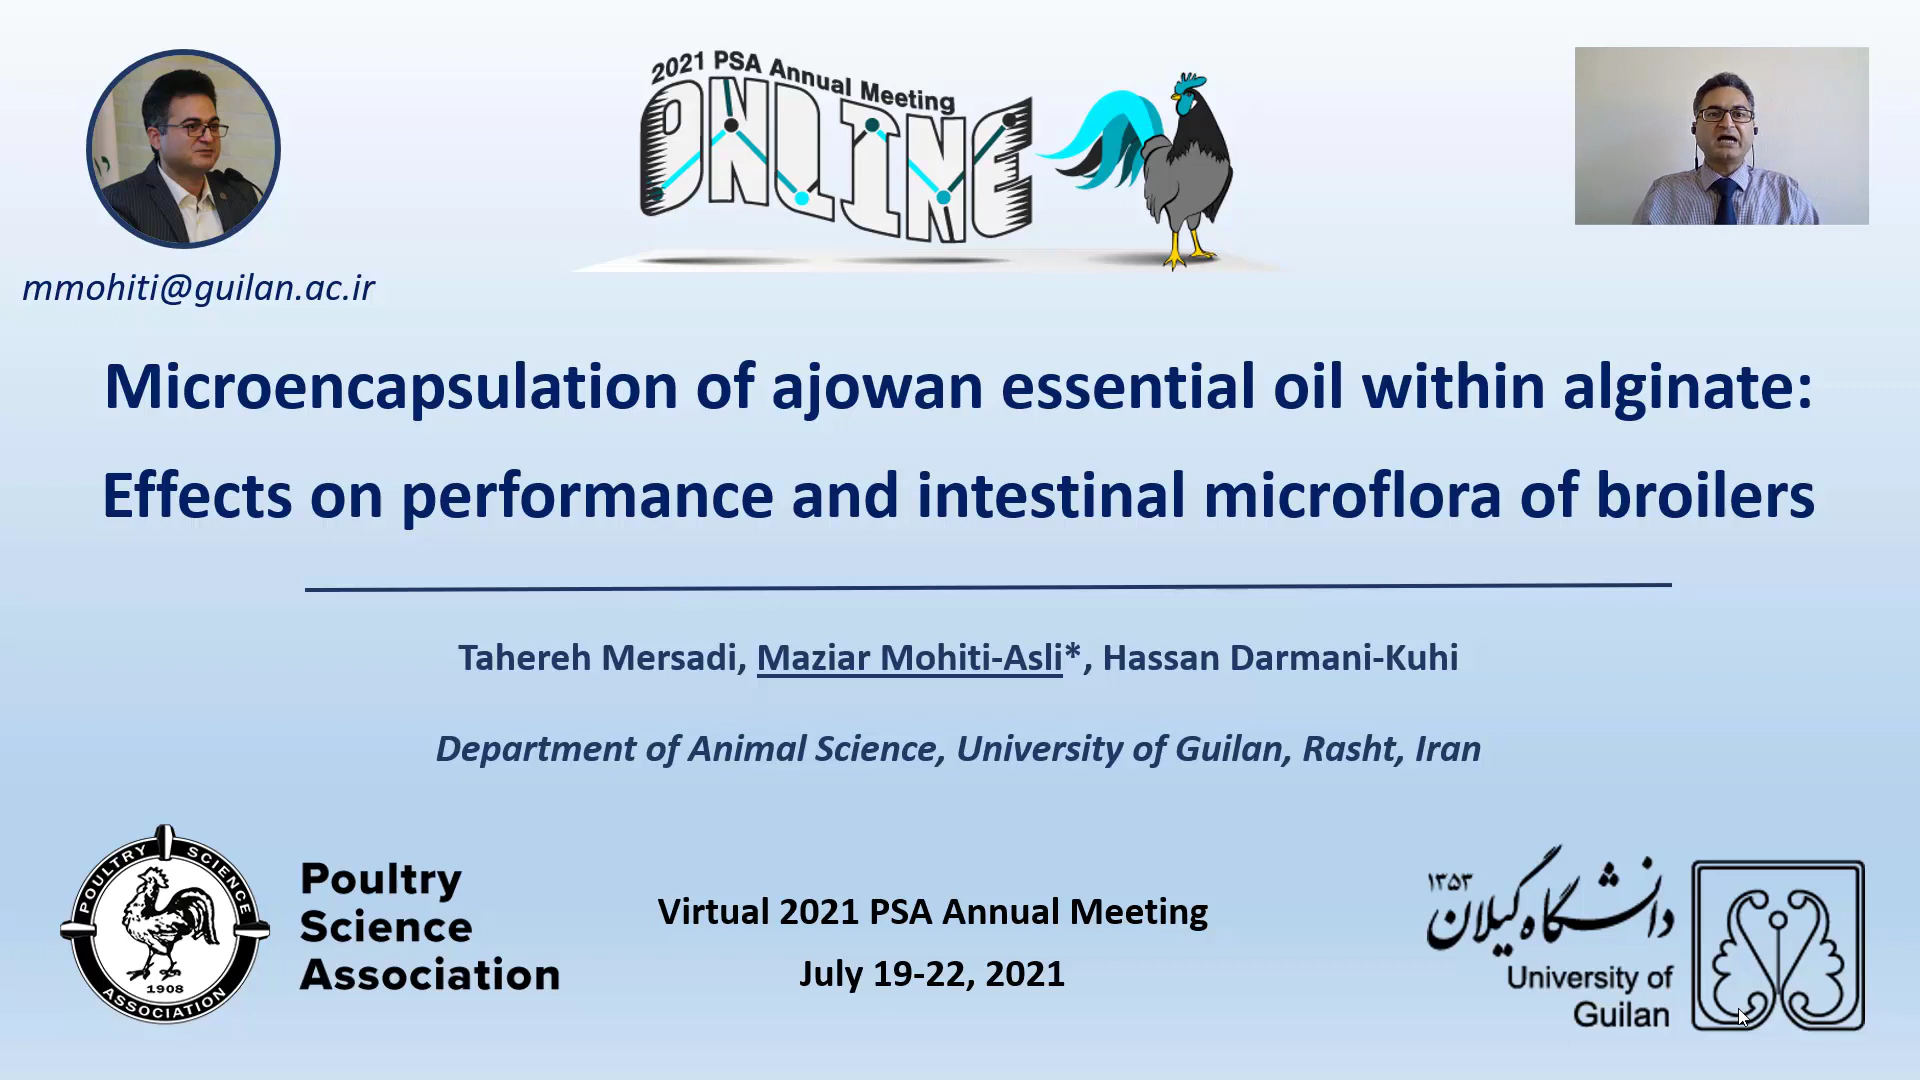 2021 PSA Annual Meeting
ONLINE
mmohiti@guilan.ac.ir
Microencapsulation of ajowan essential oil within alginate:
Effects on performance and intestinal microflora of broilers
Tahereh Mersadi, Maziar Mohiti-Asli*, Hassan Darmani-Kuhi
Department of Animal Science, University of Guilan, Rasht, Iran
POULTRY SCIENCE
1908
ASSOCIATION
Poultry
Science
Association
Virtual 2021 PSA Annual Meeting
July 19-22, 2021
۱۳۵۳
دانشگاه گیلان
University of
Guilan